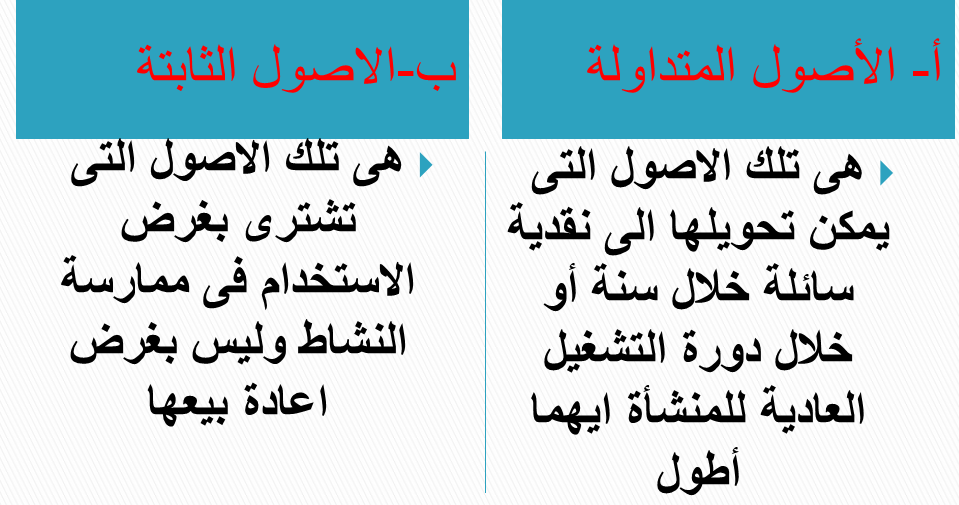 أ- الأصول المتداولة
هى تلك الاصول التى
يمكن تحويلها الى نقدية
سائلة خلال سنة أو
خلال دورة التشغيل
العادية للمنشأة ايهما
أطول
ب-الاصول الثابتة
هى تلك الاصول التى
تشترى بغرض
الاستخدام فى ممارسة
النشاط وليس بغرض
اعادة بيعها